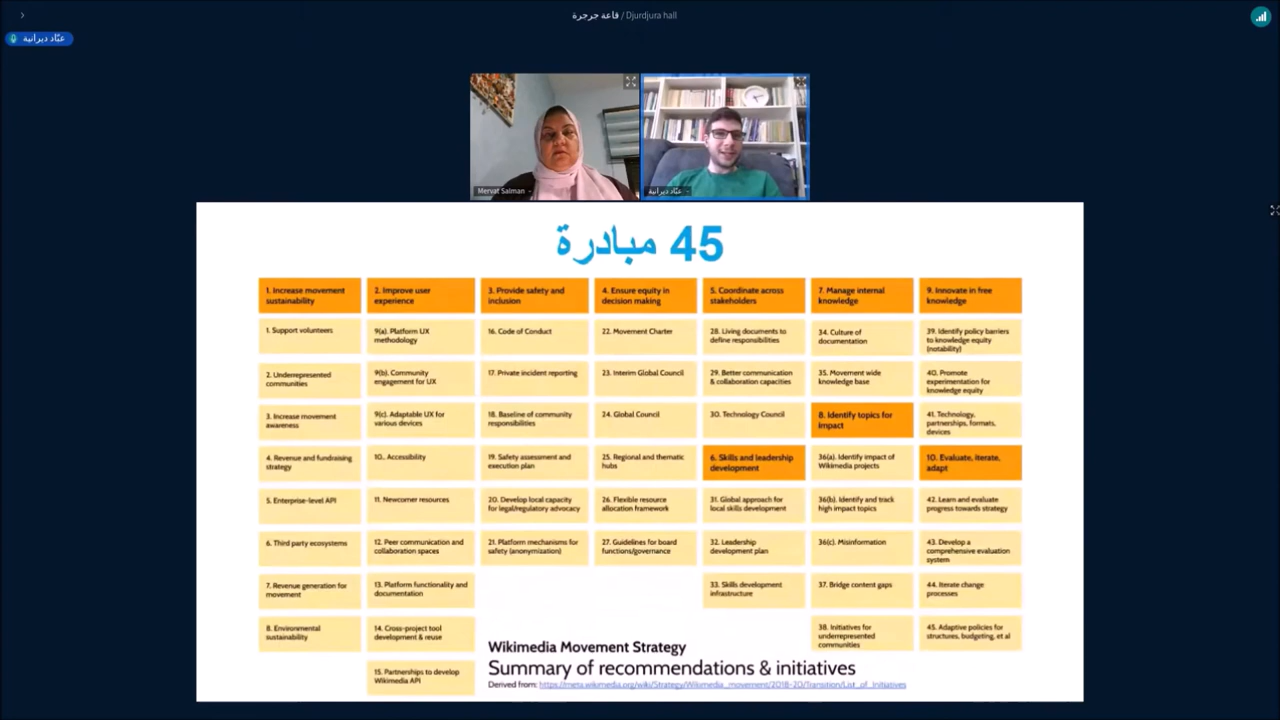 قاعة جرجرة / Djurdjura hall
عبّاد ديرانية
Mervat Salman
عبّاد ديرانية
45 مبادرة
1. Increase movement
sustainability
1. Support volunteers
2. Underrepresented
communities
3. Increase movement
awareness
4. Revenue and fundraising
strategy
5. Enterprise-level API
6. Third party ecosystems
7. Revenue generation for
movement
8. Environmental
sustainability
2. Improve user
experience
9(a). Platform UX
methodology
9(b). Community
engagement for UX
9(c). Adaptable UX for
various devices
10.. Accessibility
11. Newcomer resources
12. Peer communication and
collaboration spaces
13. Platform functionality and
documentation
14. Cross-project tool
development & reuse
15. Partnerships to develop
Wikimedia API
3. Provide safety and
inclusion
16. Code of Conduct
17. Private incident reporting
18. Baseline of community
responsibilities
19. Safety assessment and
execution plan
20. Develop local capacity
for legal/regulatory advocacy
21. Platform mechanisms for
safety (anonymization)
4. Ensure equity in
decision making
22. Movement Charter
23. Interim Global Council
24. Global Council
25. Regional and thematic
hubs
26. Flexible resource
allocation framework
27. Guidelines for board
functions/governance
5. Coordinate across
stakeholders
28. Living documents to
define responsibilities
29. Better communication
& collaboration capacities
30. Technology Council
6. Skills and leadership
development
31. Global approach for
local skills development
32. Leadership
development plan
33. Skills development
infrastructure
7. Manage internal
knowledge
34. Culture of
documentation
35. Movement wide
knowledge base
8. Identify topics for
impact
36(a). Identify impact of
Wikimedia projects
36(b). Identify and track
high impact topics
36(c). Misinformation
37. Bridge content gaps
38. Initiatives for
underrepresented
communities
9. Innovate in free
knowledge
39. Identify policy barriers
to knowledge equity
(notability)
40. Promote
experimentation for
knowledge equity
41. Technology,
partnerships, formats,
devices
10. Evaluate, iterate,
adapt
42. Learn and evaluate
progress towards strategy
43. Develop a
comprehensive evaluation
system
44. Iterate change
processes
45. Adaptive policies for
structures, budgeting, et al
Wikimedia Movement Strategy
Summary of recommendations & initiatives
Derived from: https://meta.wikimedia.org/wiki/Strategy/Wikimedia_movement/2018-20/Transition/List_of_Initiatives